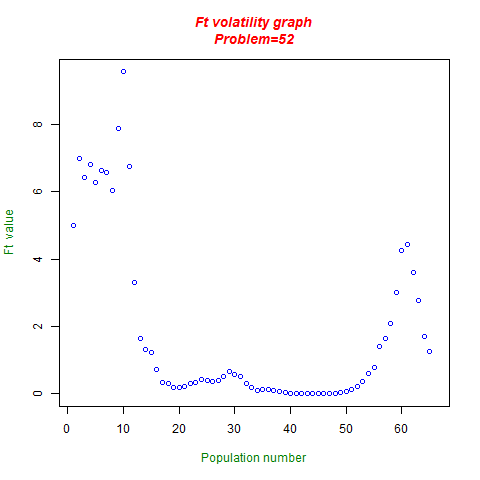 Ft volatility graph
Problem=52
Ft value
8
6
4
2
0
0 10 20 30 40 50 60
Population number